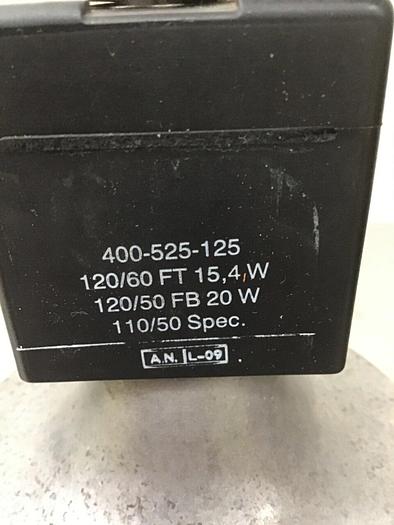 400-525-125
120/60 FT 15,4,W
120/50 FB 20 W
110/50 Spec.
A.N. L-09